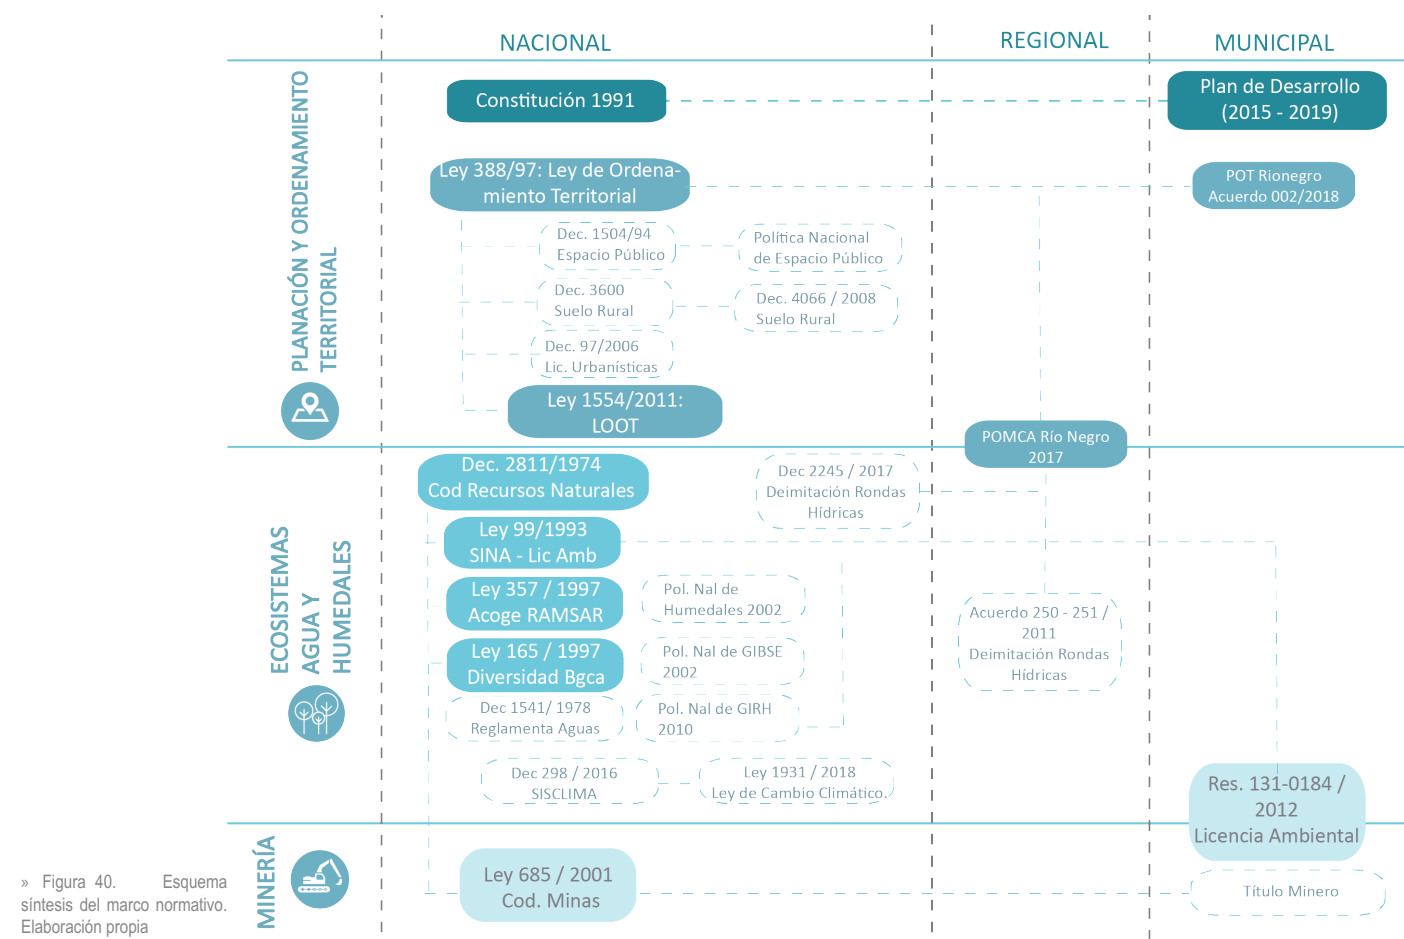 NACIONAL
REGIONAL
MUNICIPAL
PLANACIÓN Y ORDENAMIENTO
TERRITORIAL
Constitución 1991
Plan de Desarrollo
(2015 - 2019)
Ley 388/97: Ley de Ordena-
miento Territorial
POT Rionegro
Acuerdo 002/2018
Dec. 1504/94
Espacio Público
Política Nacional
de Espacio Público
Dec. 3600
Suelo Rural
Dec. 4066 / 2008
Suelo Rural
Dec. 97/2006
Lic. Urbanísticas
Ley 1554/2011:
LOOT
POMCA Río Negro
2017
ECOSISTEMAS
AGUA Y
HUMEDALES
Dec. 2811/1974
Cod Recursos Naturales
Dec 2245 / 2017
Deimitación Rondas
Hídricas
Ley 99/1993
SINA - Lic Amb
Ley 357 / 1997
Acoge RAMSAR
Pol. Nal de
Humedales 2002
Acuerdo 250 - 251 /
2011
Deimitación Rondas
Hídricas
Ley 165 / 1997
Diversidad Bgca
Pol. Nal de GIBSE
2002
Dec 1541/ 1978
Reglamenta Aguas
Pol. Nal de GIRH
2010
Dec 298 / 2016
SISCLIMA
Ley 1931 / 2018
Ley de Cambio Climático.
Res. 131-0184 /
2012
Licencia Ambiental
MINERÍA
Ley 685 / 2001
Cod. Minas
Título Minero
» Figura 40. Esquema
síntesis del marco normativo.
Elaboración propia